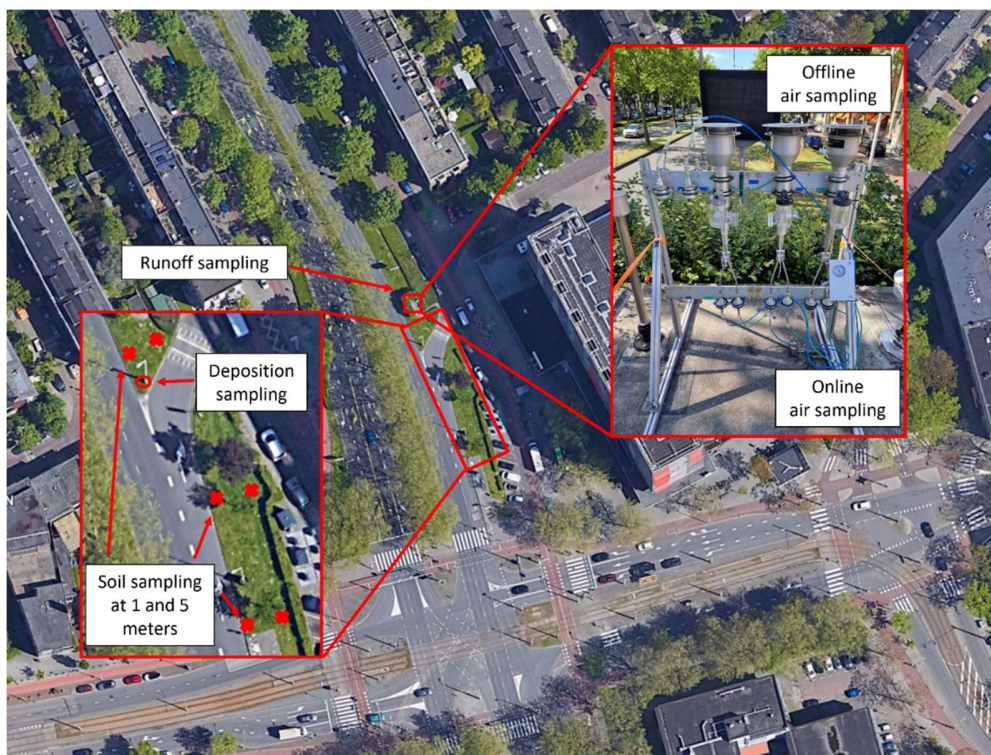 Offline
air sampling
Runoff sampling
Deposition
sampling
Online
air sampling
Soil sampling
at 1 and 5
meters